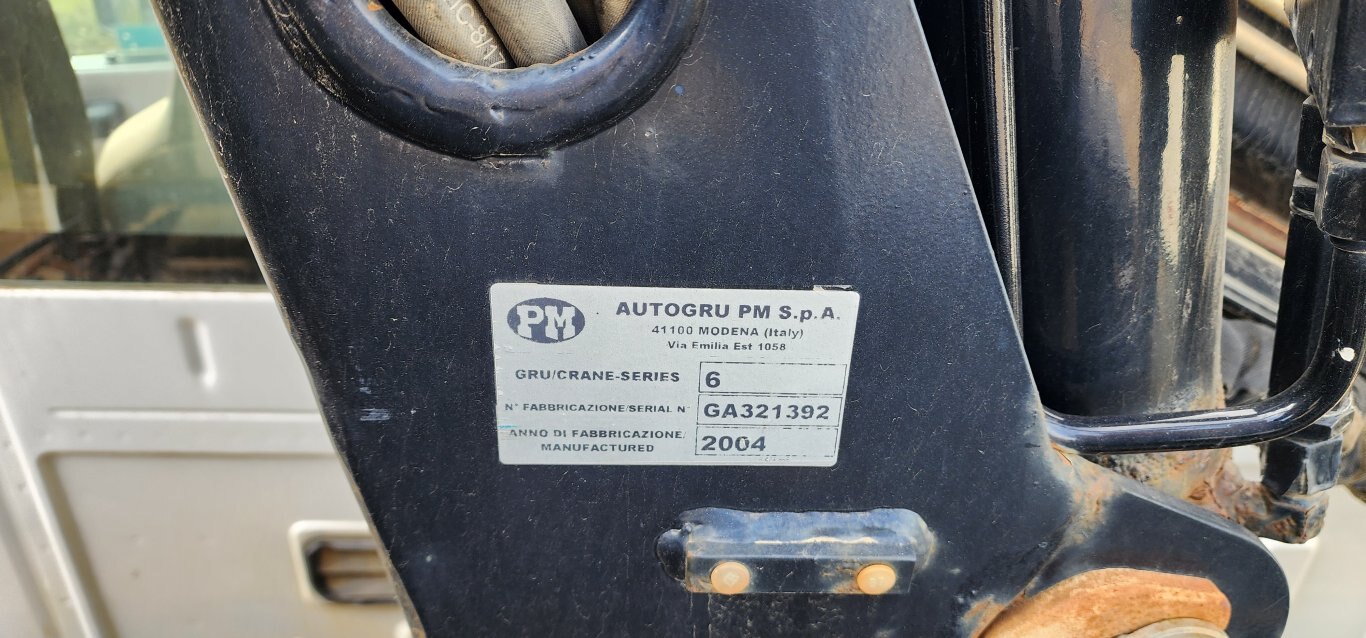 PM
AUTOGRU PM S.p.A.
41100 MODENA (Italy)
Via Emilia Est 1058
GRU/CRANE-SERIES 6
N° FABBRICAZIONE/SERIAL N° GA321392
ANNO DI FABBRICAZIONE/
MANUFACTURED 2004